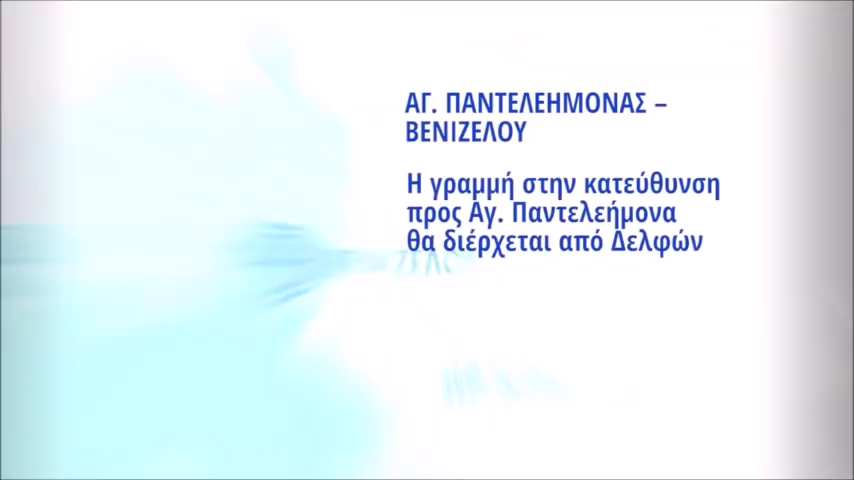 ΑΓ. ΠΑΝΤΕΛΕΗΜΟΝΑΣ –
ΒΕΝΙΖΕΛΟΥ
Η γραμμή στην κατεύθυνση
προς Αγ. Παντελεήμονα
θα διέρχεται από Δελφών